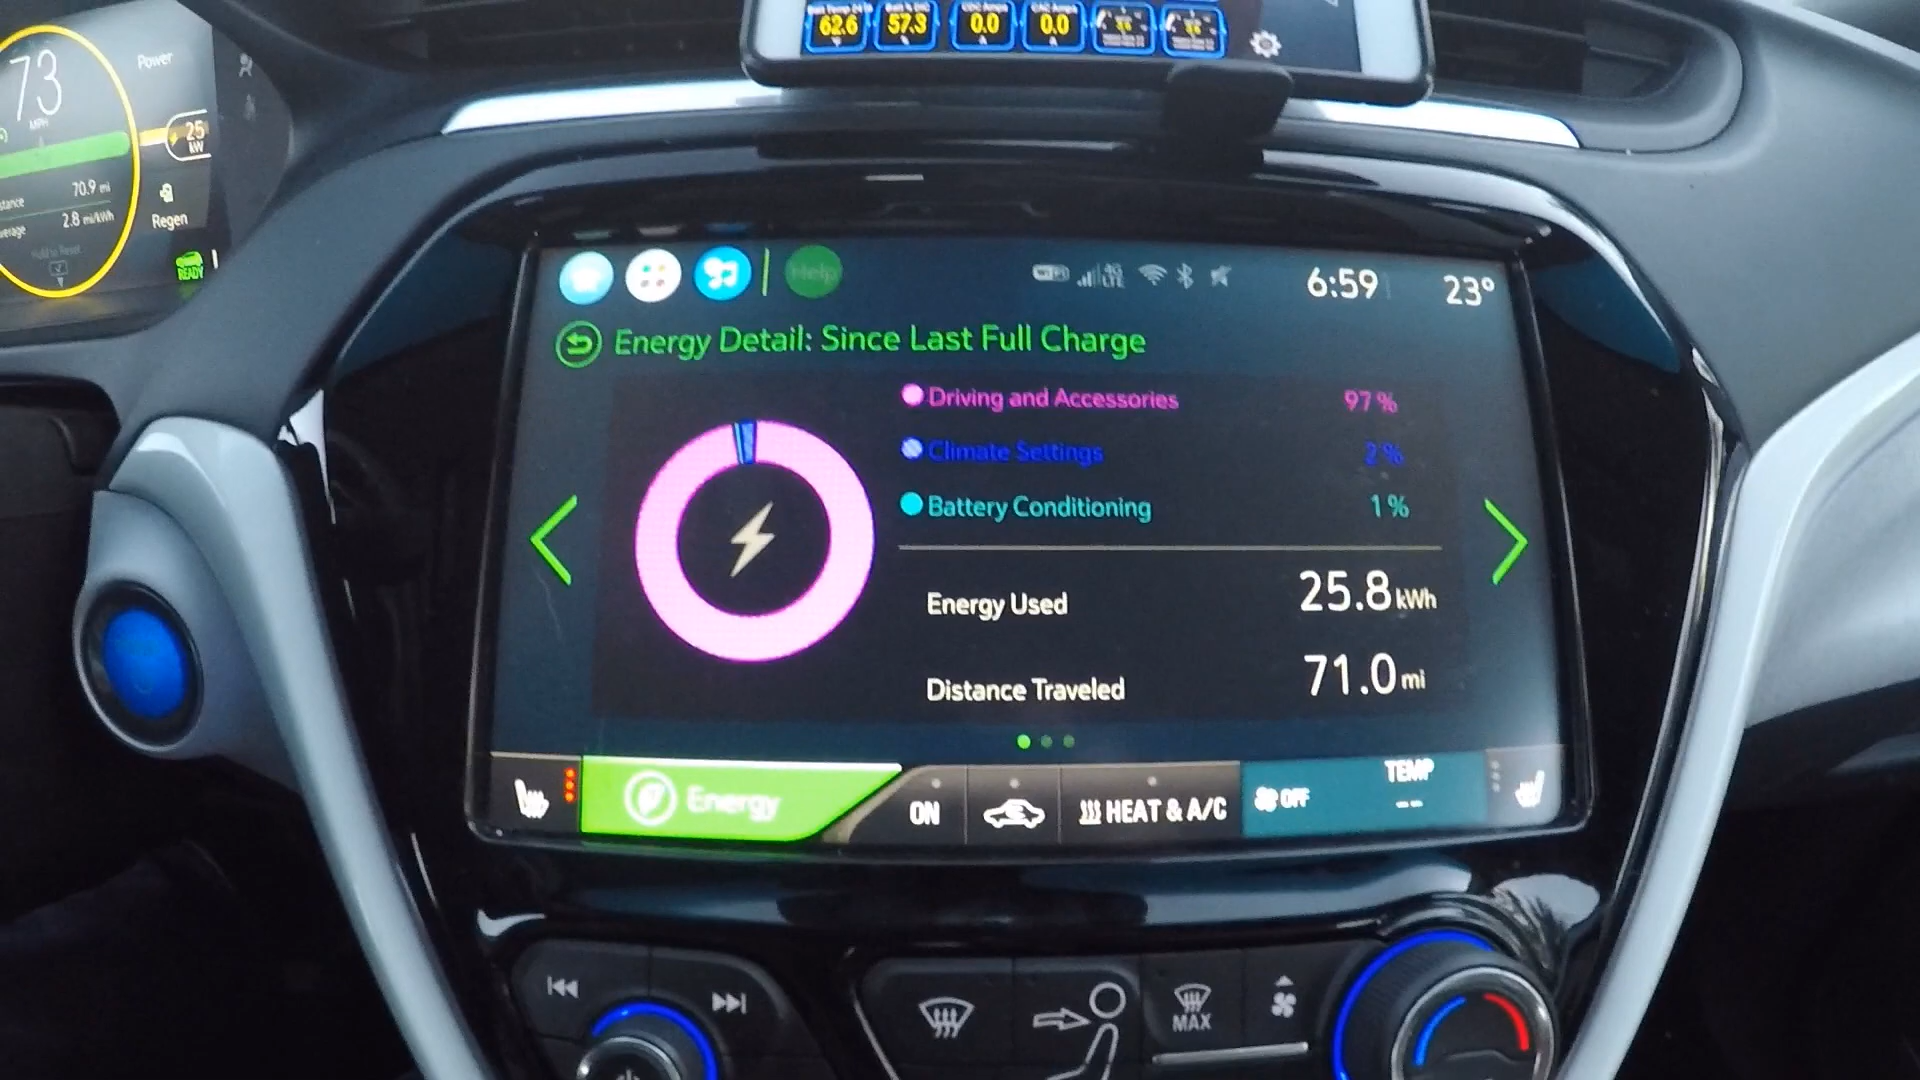 62.6
57.3
0.0
0.0
73
MPH
Power
25
kW
70.9 mi
2.8 mi/kWh
Regen
READY
Help
LTE
6:59
23°
Energy Detail: Since Last Full Charge
Driving and Accessories 97%
Climate Settings 2%
Battery Conditioning 1%
Energy Used 25.8 kWh
Distance Traveled 71.0 mi
Energy
ON
HEAT & A/C
OFF
TEMP
--
MAX